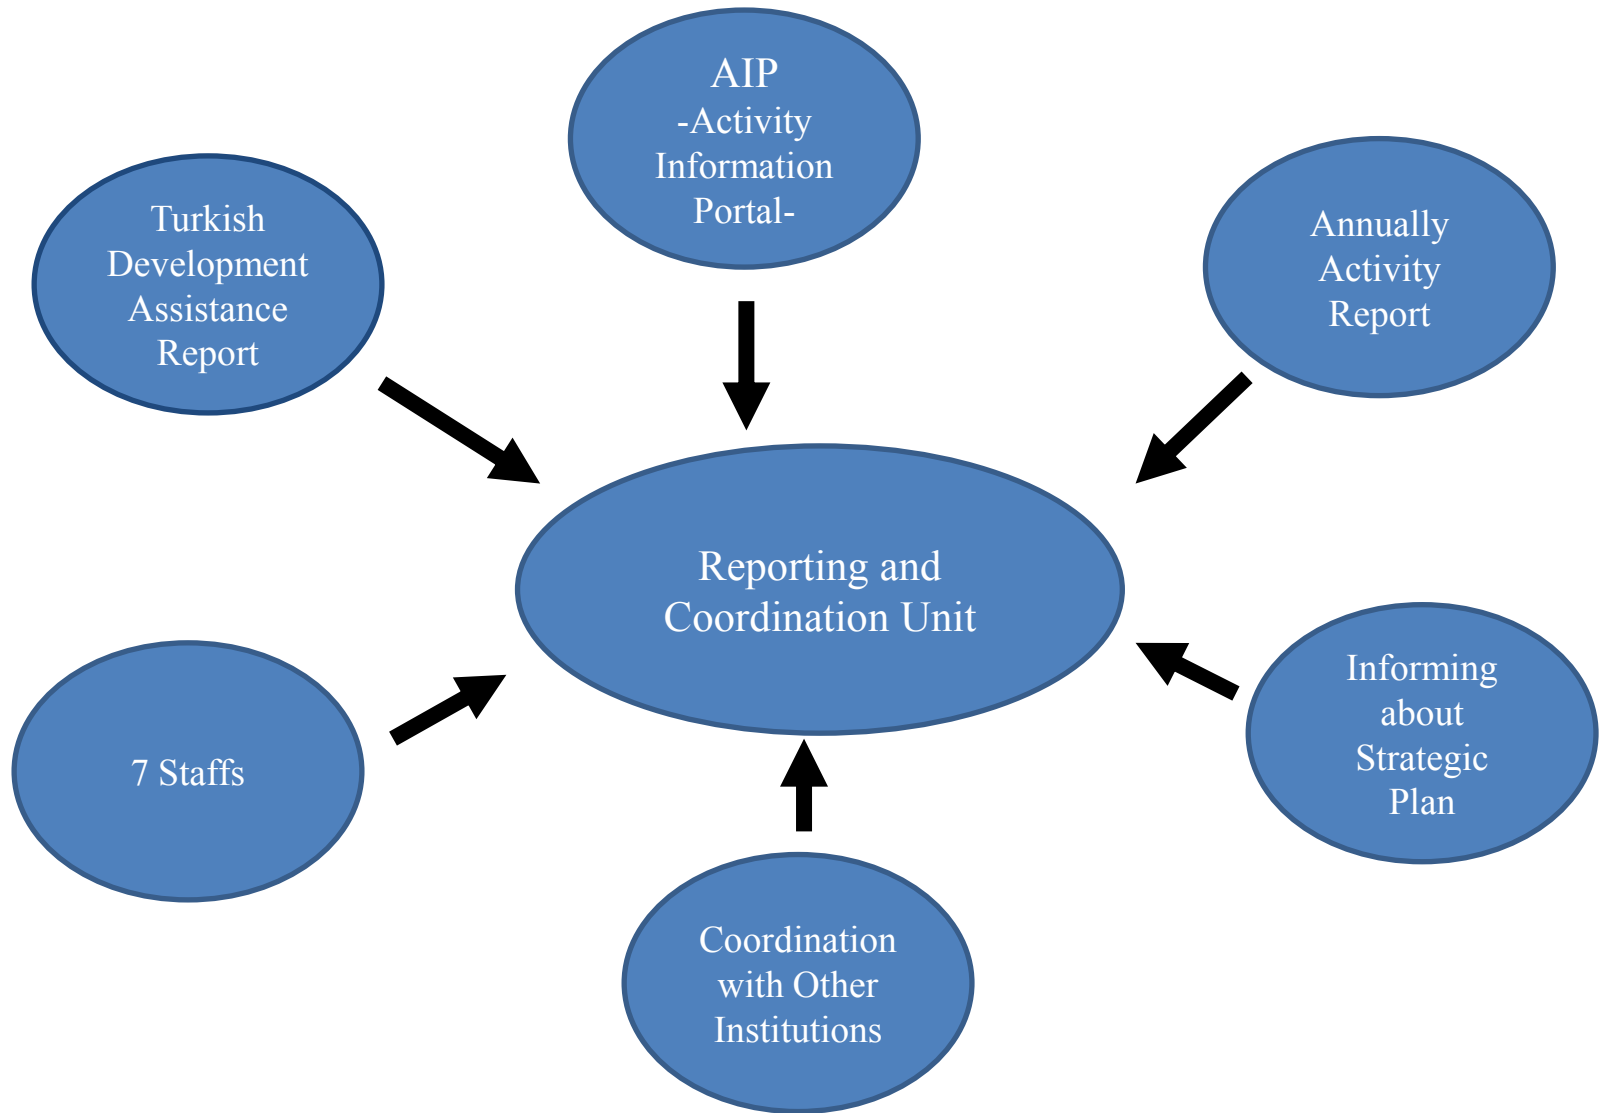 AIP
-Activity
Information
Portal-
Turkish
Development
Assistance
Report
Annually
Activity
Report
Reporting and
Coordination Unit
7 Staffs
Informing
about
Strategic
Plan
Coordination
with Other
Institutions